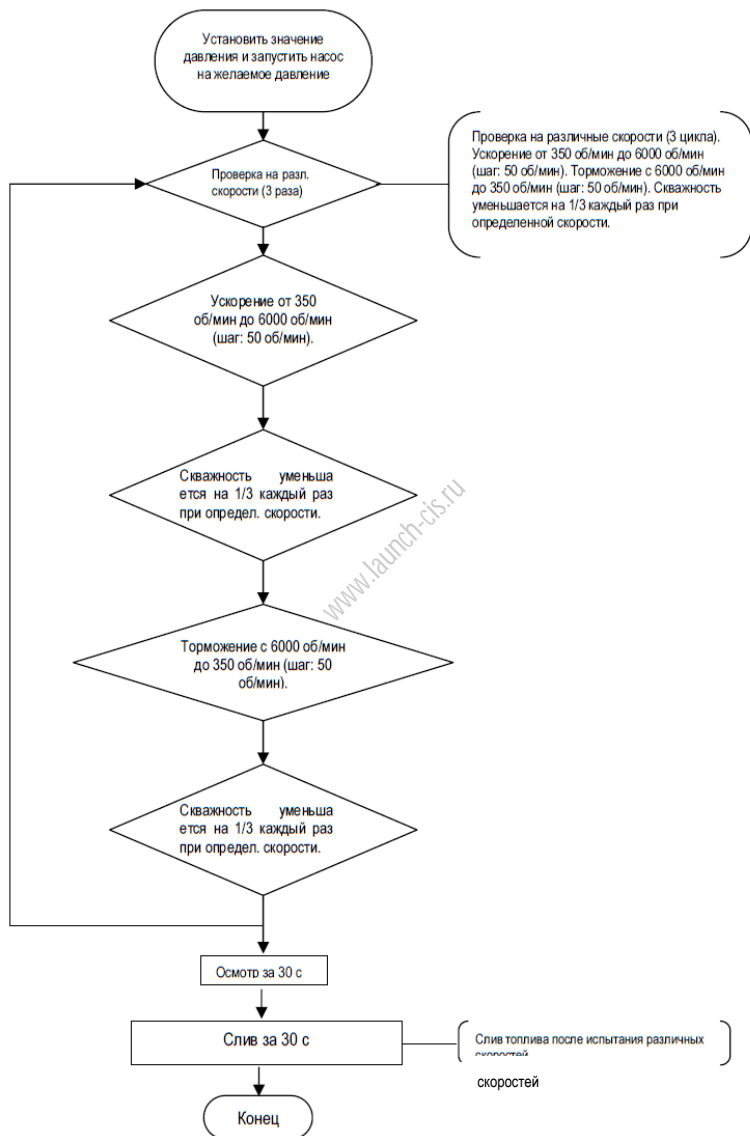 Установить значение
давления и запустить насос
на желаемое давление
Проверка на разл.
скорости (3 раза)
Проверка на различные скорости (3 цикла).
Ускорение от 350 об/мин до 6000 об/мин
(шаг: 50 об/мин). Торможение с 6000 об/мин
до 350 об/мин (шаг: 50 об/мин). Скважность
уменьшается на 1/3 каждый раз при
определенной скорости.
Ускорение от 350
об/мин до 6000 об/мин
(шаг: 50 об/мин).
Скважность уменьша
ется на 1/3 каждый раз
при определ. скорости.
www.launch-cis.ru
Торможение с 6000 об/мин
до 350 об/мин (шаг: 50
об/мин).
Скважность уменьша
ется на 1/3 каждый раз
при определ. скорости.
Осмотр за 30 с
Слив за 30 с
Слив топлива после испытания различных
скоростей
скоростей
Конец